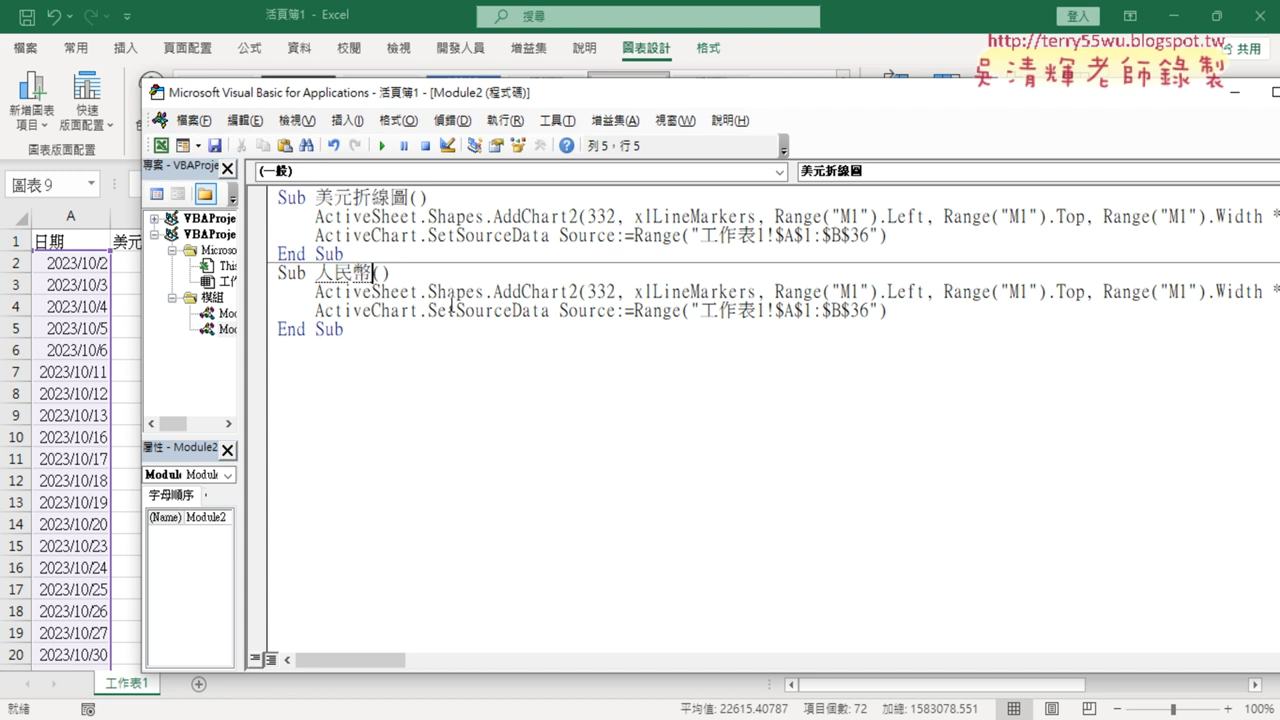 活頁簿1 - Excel
搜尋
登入
檔案 常用 插入 頁面配置 公式 資料 校閱 檢視 開發人員 增益集 說明 圖表設計 格式 共用
http://terry55wu.blogspot.tw
吳清輝老師錄製
新增圖表項目
快速版面配置
圖表版面配置
Microsoft Visual Basic for Applications - 活頁簿1 - [Module2 (程式碼)]
檔案(F) 編輯(E) 檢視(V) 插入(I) 格式(O) 偵錯(D) 執行(R) 工具(T) 增益集(A) 視窗(W) 說明(H)
列 5，行 5
專案 - VBAProje
(一般)
美元折線圖
圖表 9
VBAProje
VBAProje
Microso
Thi
工作
模組
Mo
Mo
Sub 美元折線圖()
ActiveSheet.Shapes.AddChart2(332, xlLineMarkers, Range("M1").Left, Range("M1").Top, Range("M1").Width *
ActiveChart.SetSourceData Source:=Range("工作表1!$A$1:$B$36")
End Sub
Sub 人民幣()
ActiveSheet.Shapes.AddChart2(332, xlLineMarkers, Range("M1").Left, Range("M1").Top, Range("M1").Width *
ActiveChart.SetSourceData Source:=Range("工作表1!$A$1:$B$36")
End Sub
屬性 - Module2
Module Module
字母順序
(Name) Module2
A
1 日期 美元
2 2023/10/2
3 2023/10/3
4 2023/10/4
5 2023/10/5
6 2023/10/6
7 2023/10/11
8 2023/10/12
9 2023/10/13
10 2023/10/16
11 2023/10/17
12 2023/10/18
13 2023/10/19
14 2023/10/20
15 2023/10/23
16 2023/10/24
17 2023/10/25
18 2023/10/26
19 2023/10/27
20 2023/10/30
工作表1
就緒
平均值: 22615.40787 項目個數: 72 加總: 1583078.551
100%